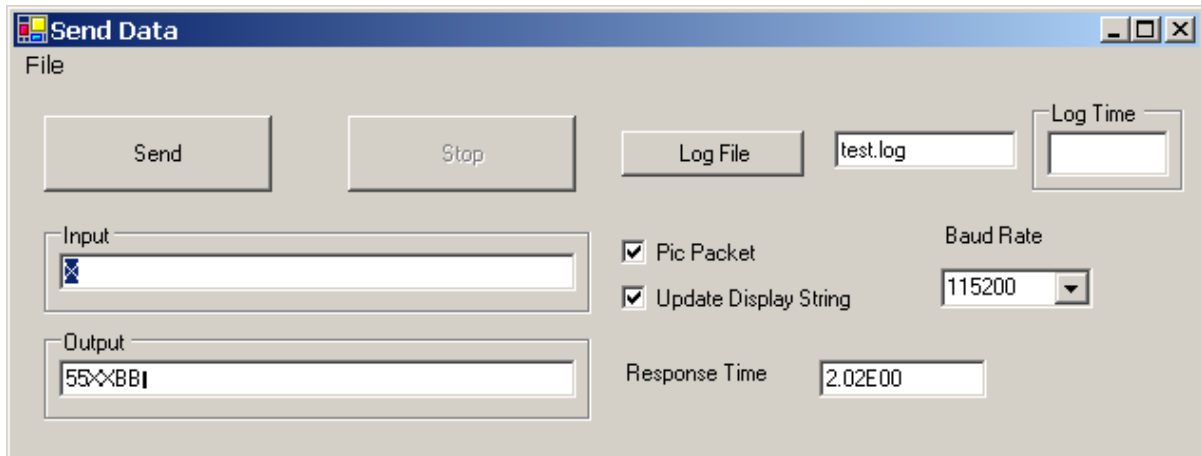 Send Data
File
Send
Stop
Log File
test.log
Log Time
Input
X
Pic Packet
Update Display String
Baud Rate
115200
Output
55XXBB
Response Time
2.02E00